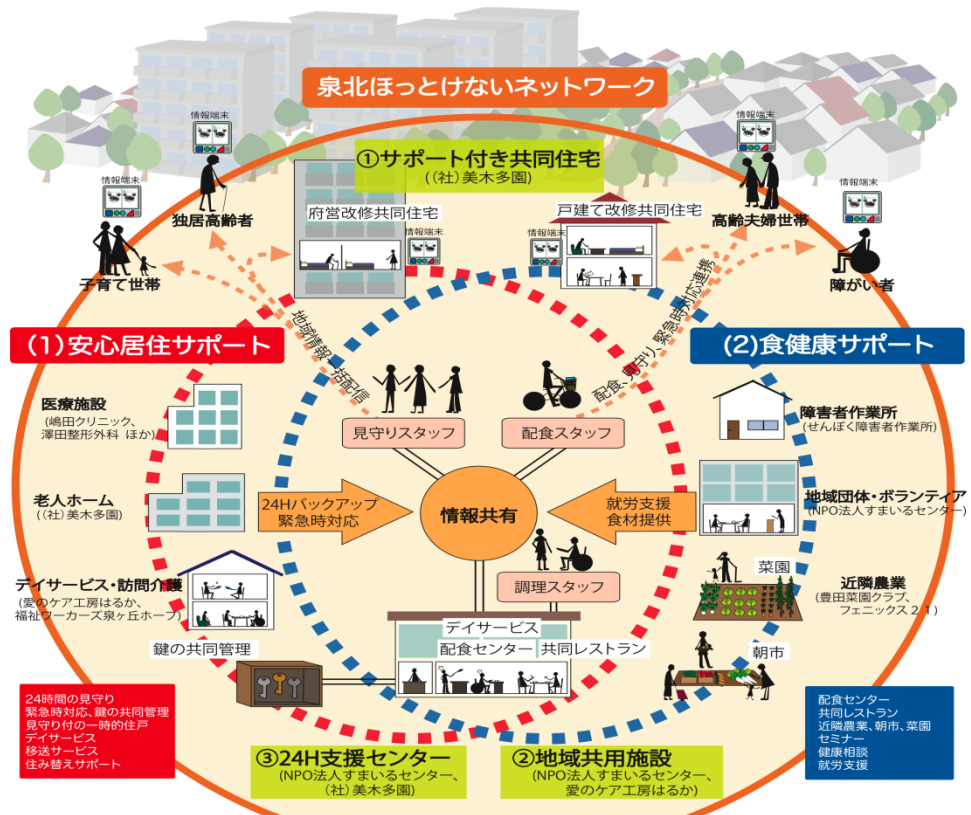 泉北ほっとけないネットワーク
情報端末
情報端末
情報端末
情報端末
①サポート付き共同住宅
((社)美木多園)
独居高齢者
府営改修共同住宅
戸建て改修共同住宅
高齢夫婦世帯
情報端末
情報端末
子育て世帯
障がい者
地域情報一括配信
配食、見守り、緊急時対応連携
(1)安心居住サポート
(2)食健康サポート
医療施設
(嶋田クリニック、
澤田整形外科 ほか)
見守りスタッフ
配食スタッフ
障害者作業所
(せんぼく障害者作業所)
老人ホーム
((社)美木多園)
24Hバックアップ
緊急時対応
情報共有
就労支援
食材提供
地域団体・ボランティア
(NPO法人すまいるセンター)
デイサービス・訪問介護
(愛のケア工房はるか、
福祉ワーカーズ泉ヶ丘ホープ)
調理スタッフ
菜園
近隣農業
(豊田菜園クラブ、
フェニックス21)
鍵の共同管理
デイサービス
配食センター
共同レストラン
朝市
24時間の見守り
緊急時対応、鍵の共同管理
見守り付の一時的住戸
デイサービス
移送サービス
住み替えサポート
③24H支援センター
(NPO法人すまいるセンター、
(社)美木多園)
②地域共用施設
(NPO法人すまいるセンター、
愛のケア工房はるか)
配食センター
共同レストラン
近隣農業、朝市、菜園
セミナー
健康相談
就労支援